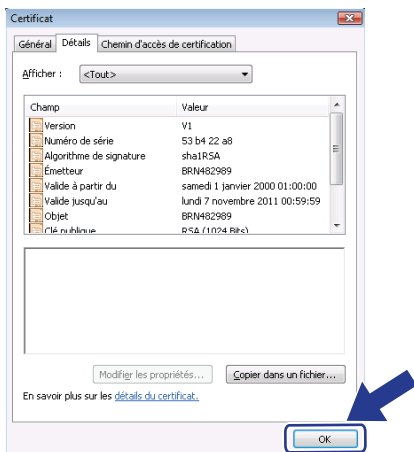 Certificat
Général Détails Chemin d'accès de certification
Afficher : <Tout>
Champ Valeur
Version V1
Numéro de série 53 b4 22 a8
Algorithme de signature sha1RSA
Émetteur BRN482989
Valide à partir du samedi 1 janvier 2000 01:00:00
Valide jusqu'au lundi 7 novembre 2011 00:59:59
Objet BRN482989
Clé publique RSA (1024 Bits)
Modifier les propriétés... Copier dans un fichier...
En savoir plus sur les détails du certificat.
OK